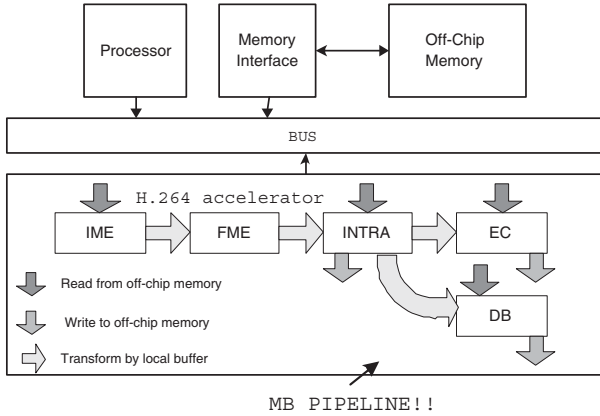 Processor
Memory
Interface
Off-Chip
Memory
BUS
H.264 accelerator
IME
FME
INTRA
EC
DB
Read from off-chip memory
Write to off-chip memory
Transform by local buffer
MB PIPELINE!!